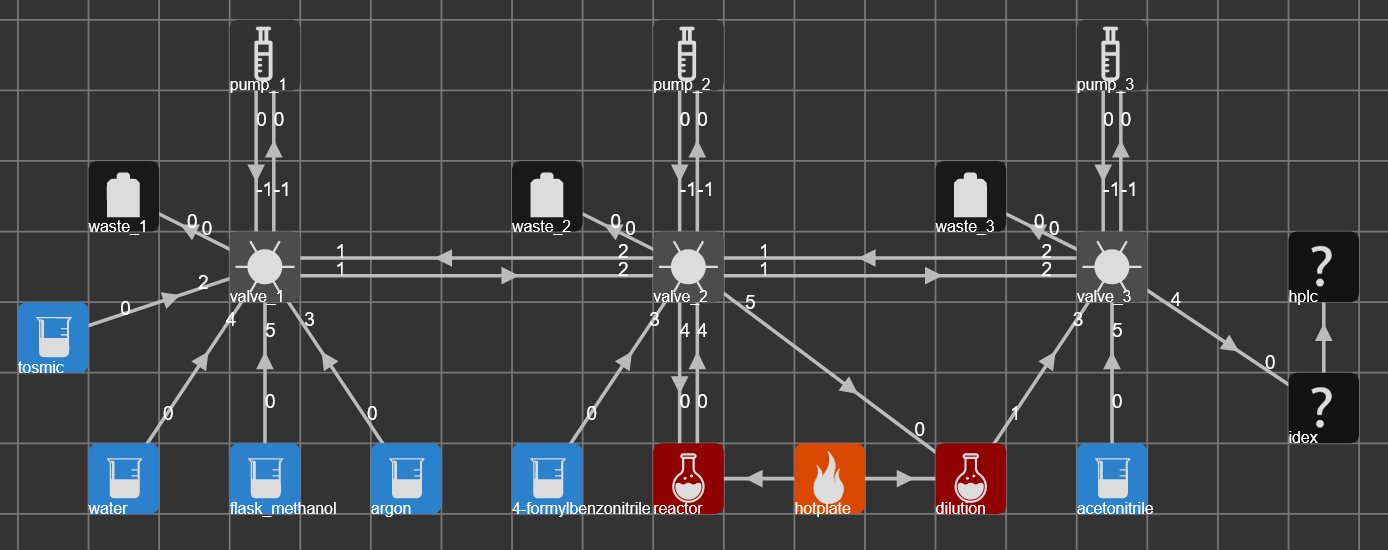 pump_1 pump_2 pump_3
0 0 0 0 0 0
-1 -1 -1 -1 -1 -1
waste_1 0 0 waste_2 0 0 waste_3 0 0
1 2 1 2
1 2 1 2
? 
valve_1 valve_2 valve_3 hplc
2 5 4
0 4 5 3 3 4 4 3 5
tosmic 0
?
0 0 0 0 0 0 0 1 0
0 idex
water flask_methanol argon 4-formylbenzonitrile reactor hotplate dilution acetonitrile